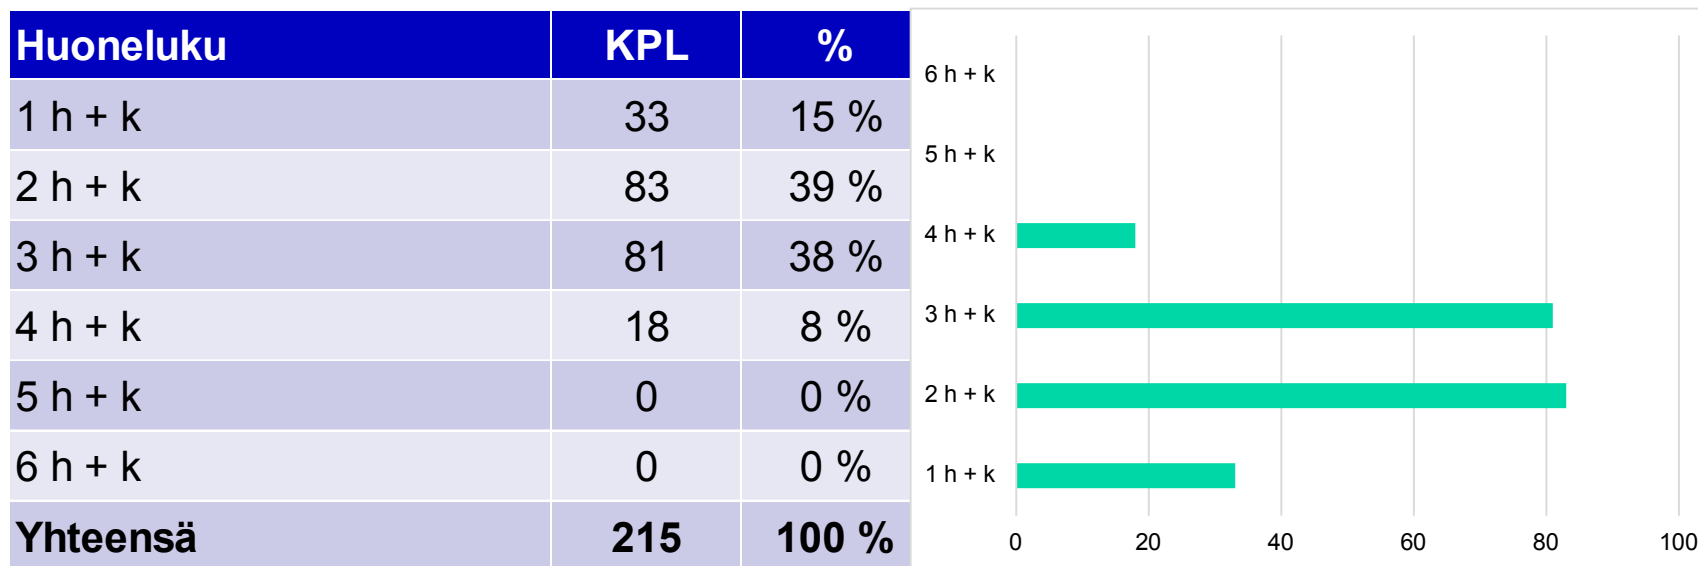 Huoneluku KPL %
1 h + k 33 15 %
2 h + k 83 39 %
3 h + k 81 38 %
4 h + k 18 8 %
5 h + k 0 0 %
6 h + k 0 0 %
Yhteensä 215 100 %
6 h + k
5 h + k
4 h + k
3 h + k
2 h + k
1 h + k
0 20 40 60 80 100